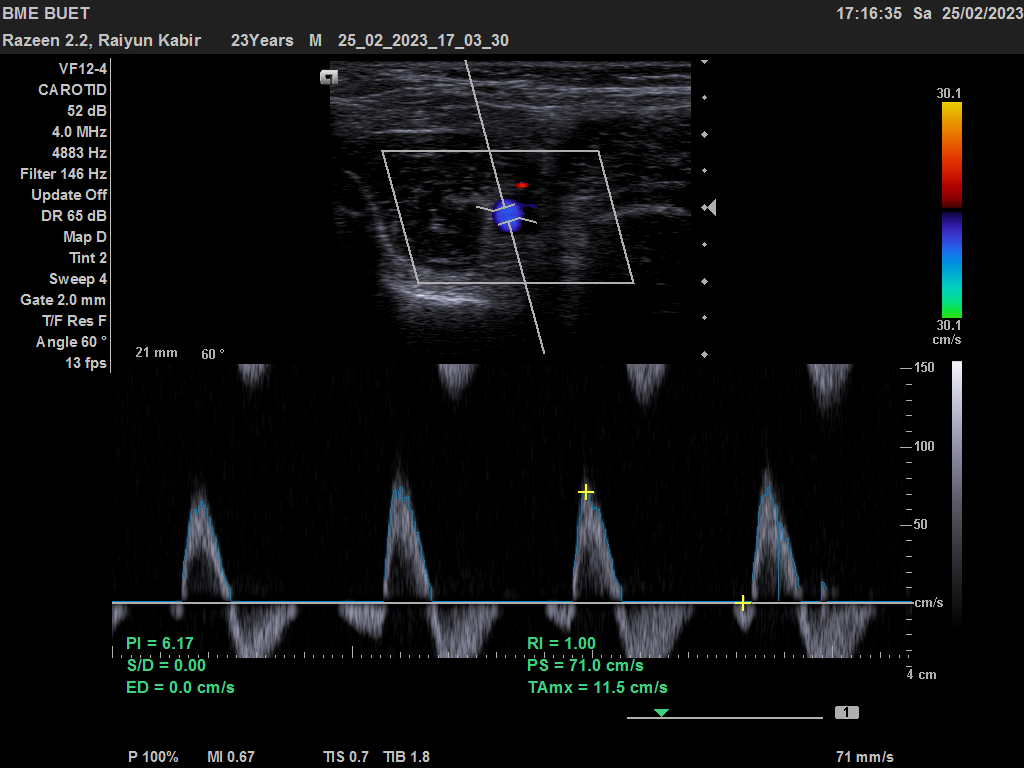 BME BUET 17:16:35 Sa 25/02/2023
Razeen 2.2, Raiyun Kabir 23Years M 25_02_2023_17_03_30
VF12-4
CAROTID
52 dB
4.0 MHz
4883 Hz
Filter 146 Hz
Update Off
DR 65 dB
Map D
Tint 2
Sweep 4
Gate 2.0 mm
T/F Res F
Angle 60 °
13 fps
21 mm 60 °
30.1
30.1
cm/s
150
100
50
cm/s
4 cm
PI = 6.17
S/D = 0.00
ED = 0.0 cm/s
RI = 1.00
PS = 71.0 cm/s
TAmx = 11.5 cm/s
1
P 100% MI 0.67 TIS 0.7 TIB 1.8 71 mm/s